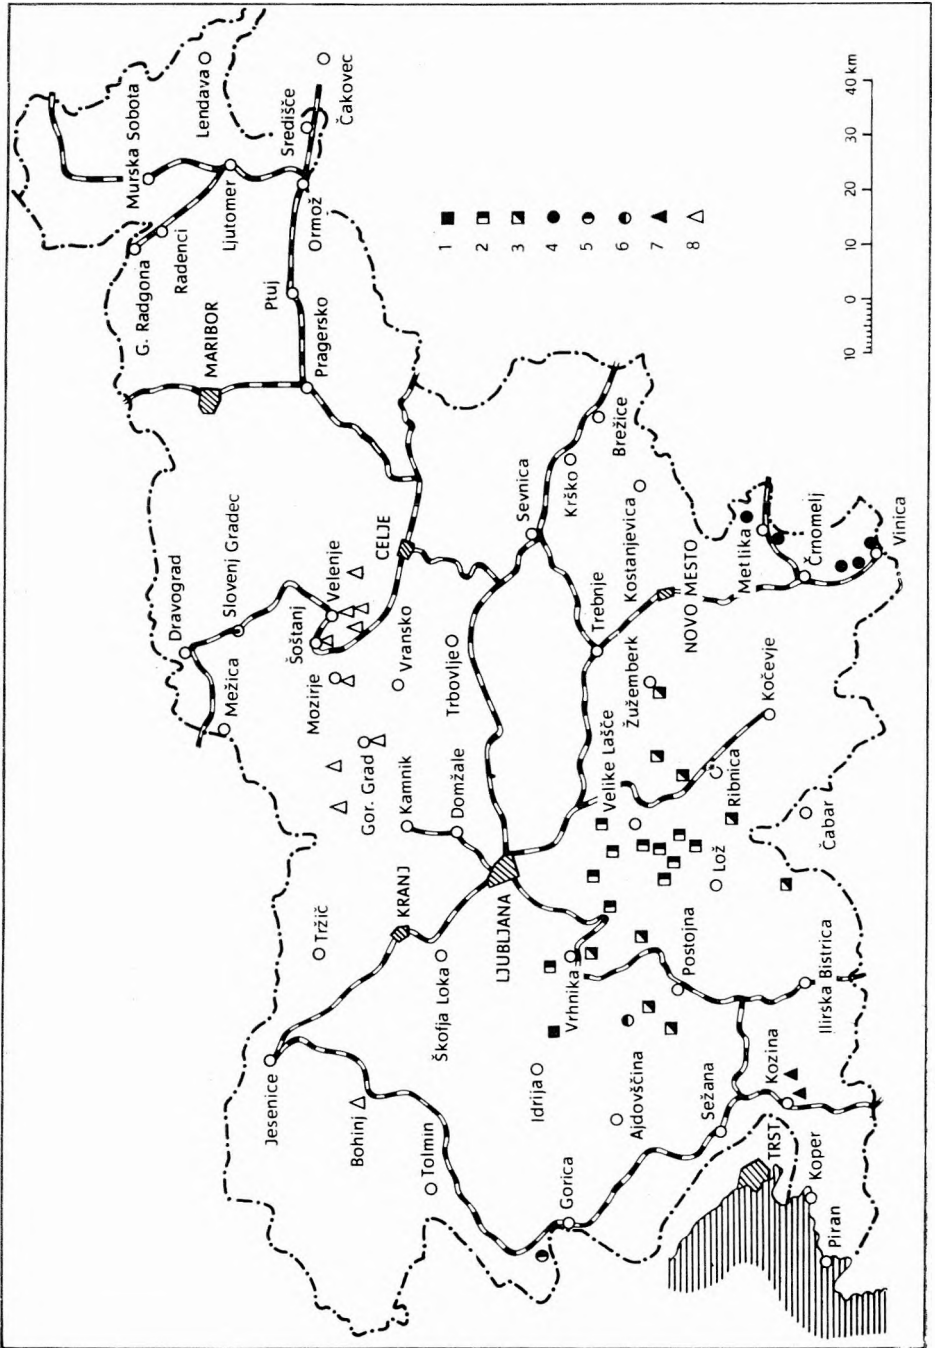 Murska Sobota
Lendava
G. Radgona
Radenci
Ljutomer
Središče
Čakovec
Ormož
Ptuj
MARIBOR
Pragersko
Dravograd
Slovenj Gradec
Mežica
Velenje
Šoštanj
Mozirje
CELJE
Vransko
Gor. Grad
Kamnik
Domžale
Trbovlje
Sevnica
Krško
Brežice
Kostanjevica
Trebnje
NOVO MESTO
Metlika
Črnomelj
Vinica
Žužemberk
Velike Lašče
Kočevje
Ribnica
Čabar
Lož
Tržič
KRANJ
Jesenice
Škofja Loka
LJUBLJANA
Bohinj
Tolmin
Vrhnika
Postojna
Idrija
Ajdovščina
Gorica
Sežana
Kozina
Ilirska Bistrica
TRST
Koper
Piran
1
2
3
4
5
6
7
8
10 0 10 20 30 40 km